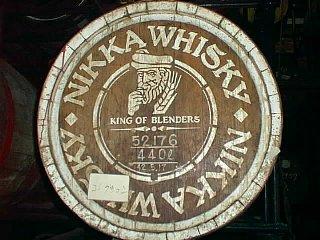 NIKKA WHISKY
NIKKA WHISKY
KING OF BLENDERS
52176
440ℓ